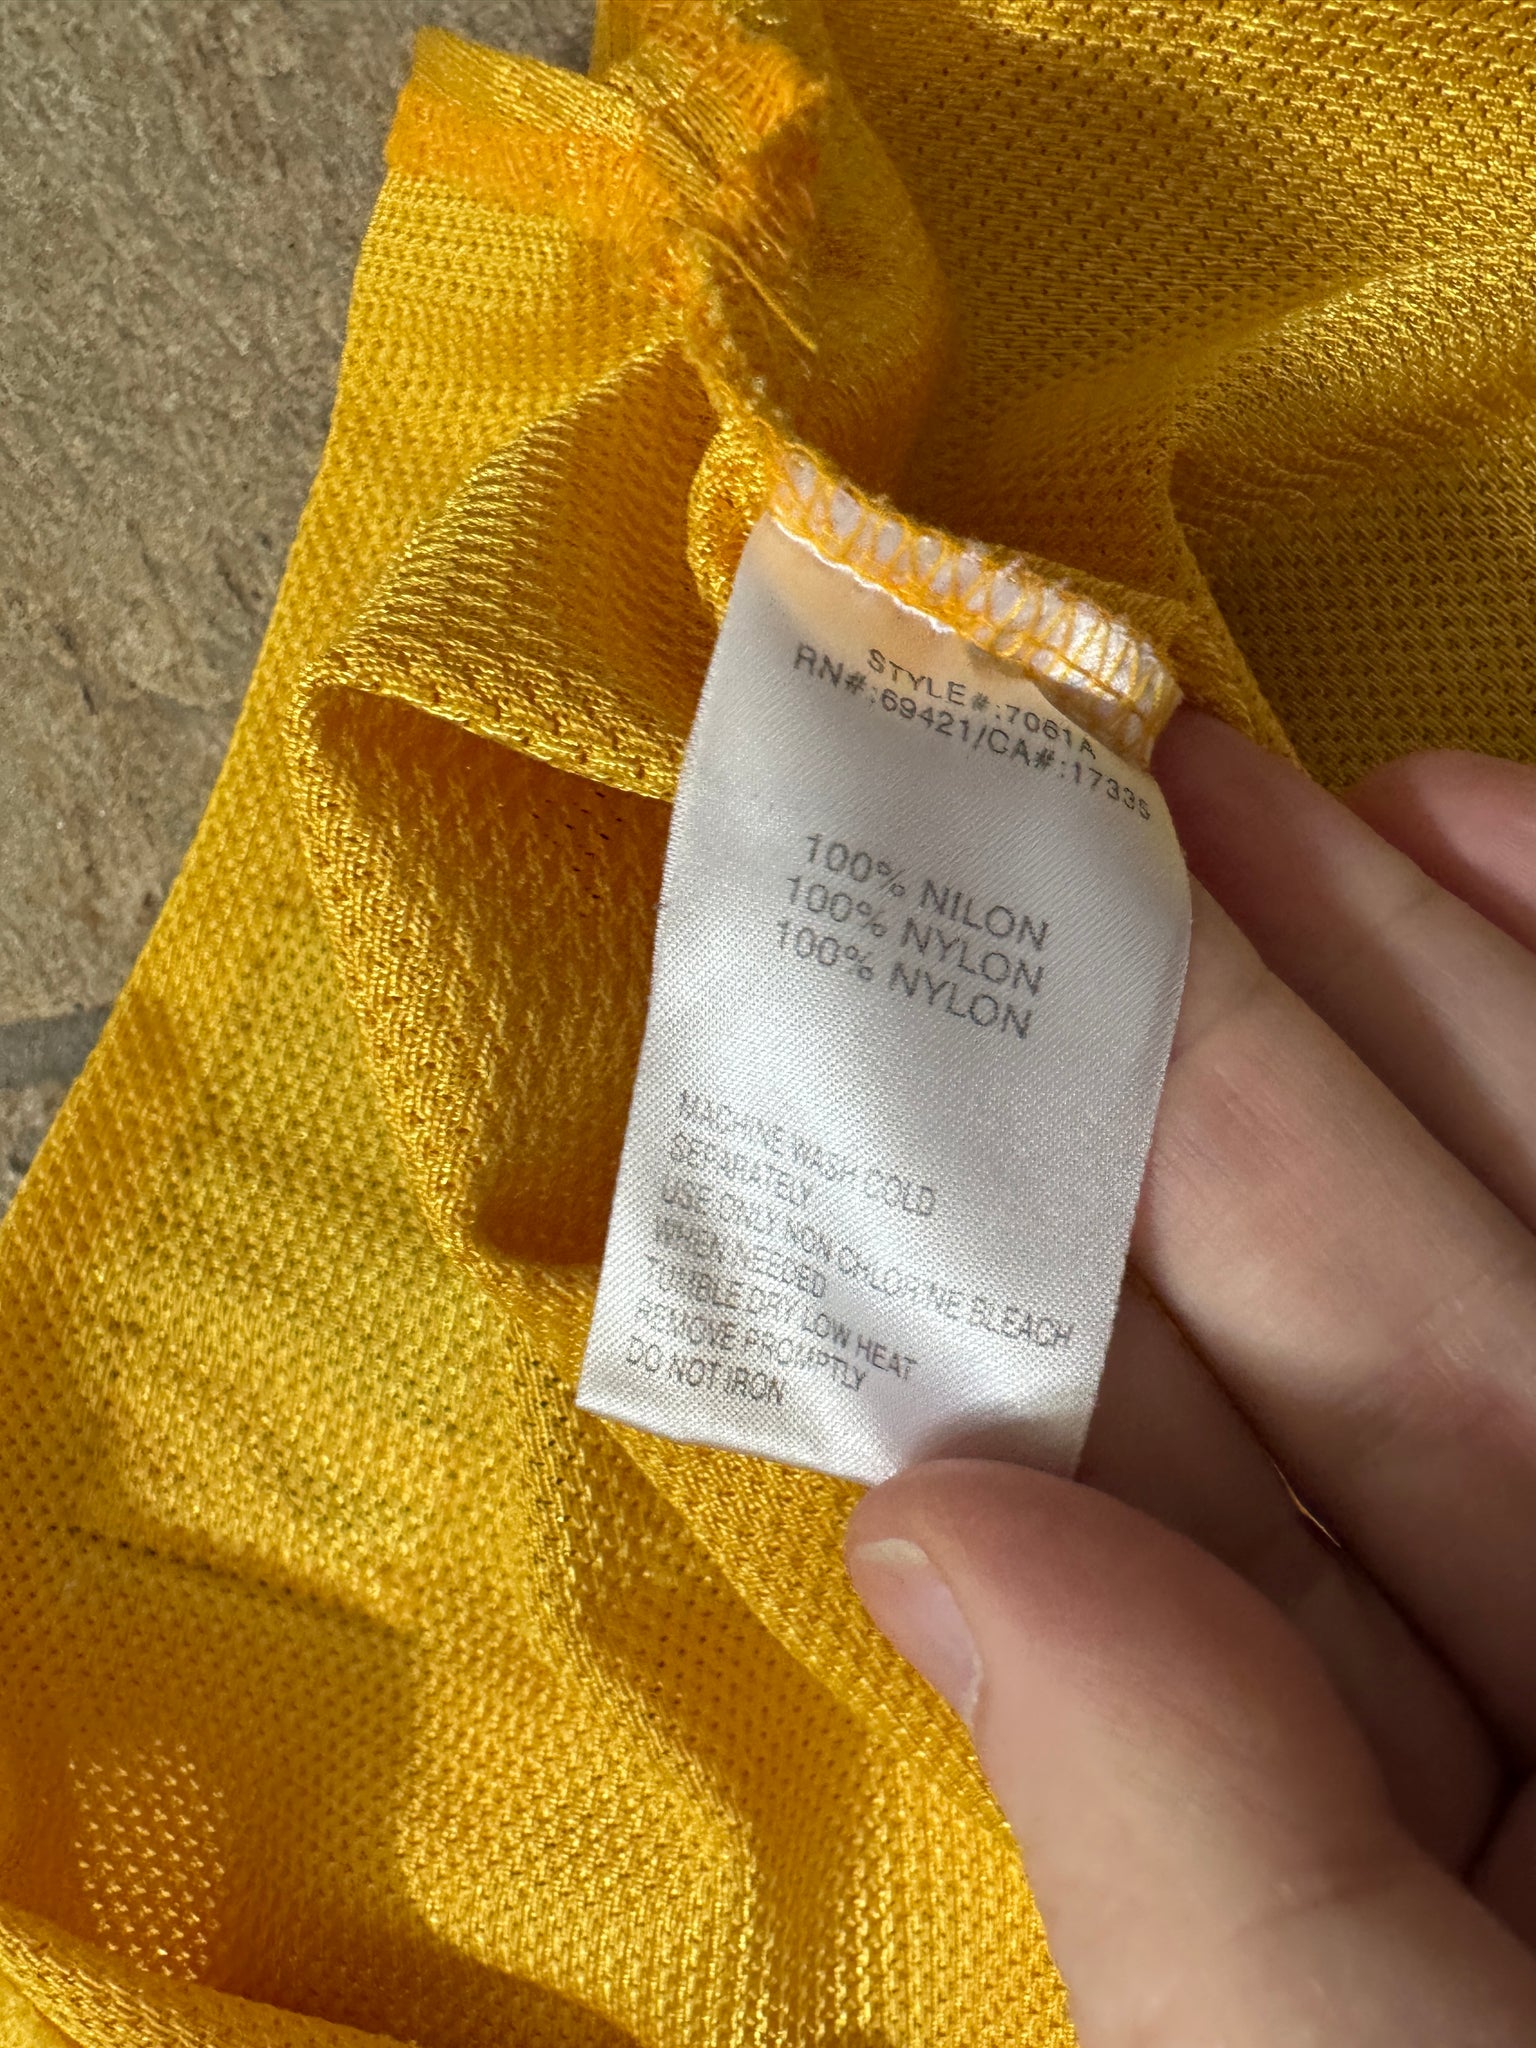 STYLE#:7061A
RN#:69421/CA#:17335
100% NILON
100% NYLON
100% NYLON
MACHINE WASH COLD
SEPARATELY
USE ONLY NON CHLORINE BLEACH
WHEN NEEDED
TUMBLE DRY LOW HEAT
REMOVE PROMPTLY
DO NOT IRON